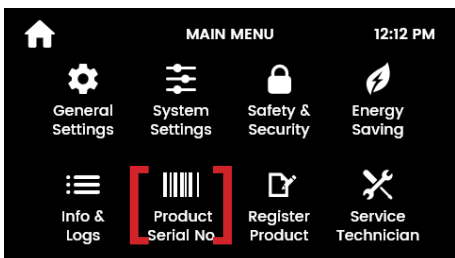 MAIN MENU 12:12 PM
General Settings
System Settings
Safety & Security
Energy Saving
Info & Logs
Product Serial No
Register Product
Service Technician